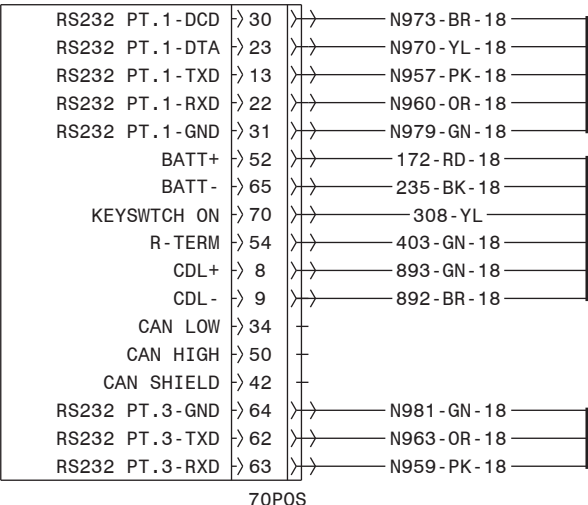 RS232 PT.1-DCD 30 N973-BR-18
RS232 PT.1-DTA 23 N970-YL-18
RS232 PT.1-TXD 13 N957-PK-18
RS232 PT.1-RXD 22 N960-OR-18
RS232 PT.1-GND 31 N979-GN-18
BATT+ 52 172-RD-18
BATT- 65 235-BK-18
KEYSWTCH ON 70 308-YL
R-TERM 54 403-GN-18
CDL+ 8 893-GN-18
CDL- 9 892-BR-18
CAN LOW 34
CAN HIGH 50
CAN SHIELD 42
RS232 PT.3-GND 64 N981-GN-18
RS232 PT.3-TXD 62 N963-OR-18
RS232 PT.3-RXD 63 N959-PK-18
70POS